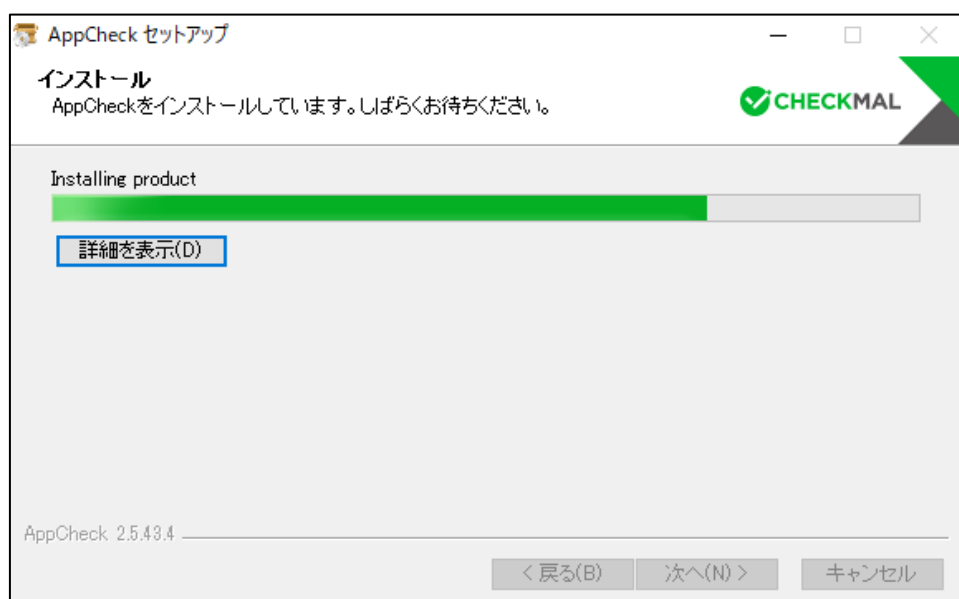 AppCheck セットアップ
インストール
AppCheckをインストールしています。しばらくお待ちください。
CHECKMAL
Installing product
詳細を表示(D)
AppCheck 2.5.43.4
< 戻る(B) 次へ(N) > キャンセル